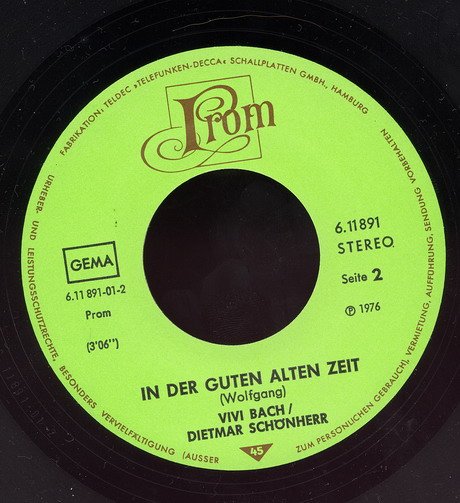 FABRIKATION: TELDEC »TELEFUNKEN-DECCA« SCHALLPLATTEN GMBH., HAMBURG
Prom
6.11891
STEREO
GEMA
Seite 2
6.11 891-01-2
℗ 1976
Prom
(3'06")
IN DER GUTEN ALTEN ZEIT
(Wolfgang)
VIVI BACH /
DIETMAR SCHÖNHERR
45
URHEBER- UND LEISTUNGSSCHUTZRECHTE, BESONDERS VERVIELFÄLTIGUNG (AUSSER ZUM PERSÖNLICHEN GEBRAUCH), VERMIETUNG, AUFFÜHRUNG, SENDUNG VORBEHALTEN